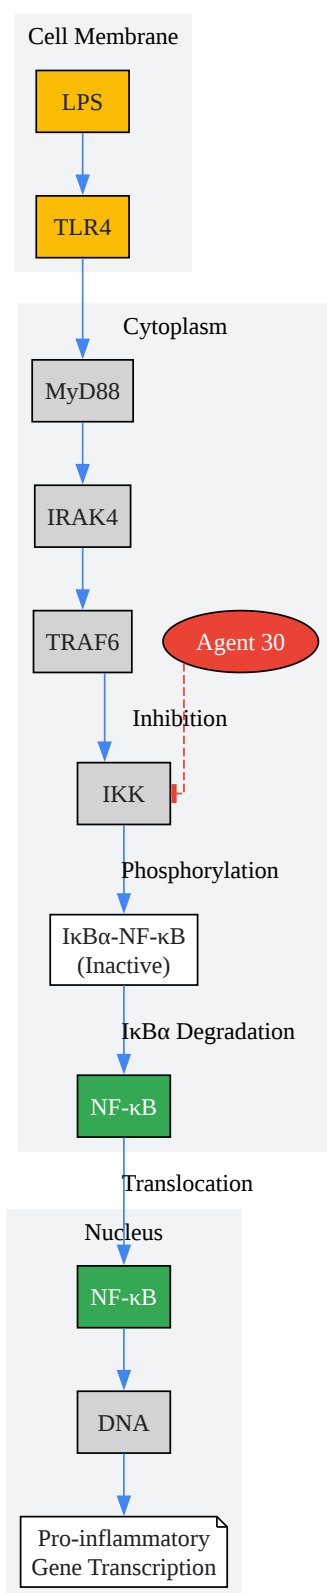 Cell Membrane
LPS
TLR4
Cytoplasm
MyD88
IRAK4
TRAF6
Agent 30
Inhibition
IKK
Phosphorylation
IκBα-NF-κB
(Inactive)
IκBα Degradation
NF-κB
Translocation
Nucleus
NF-κB
DNA
Pro-inflammatory
Gene Transcription